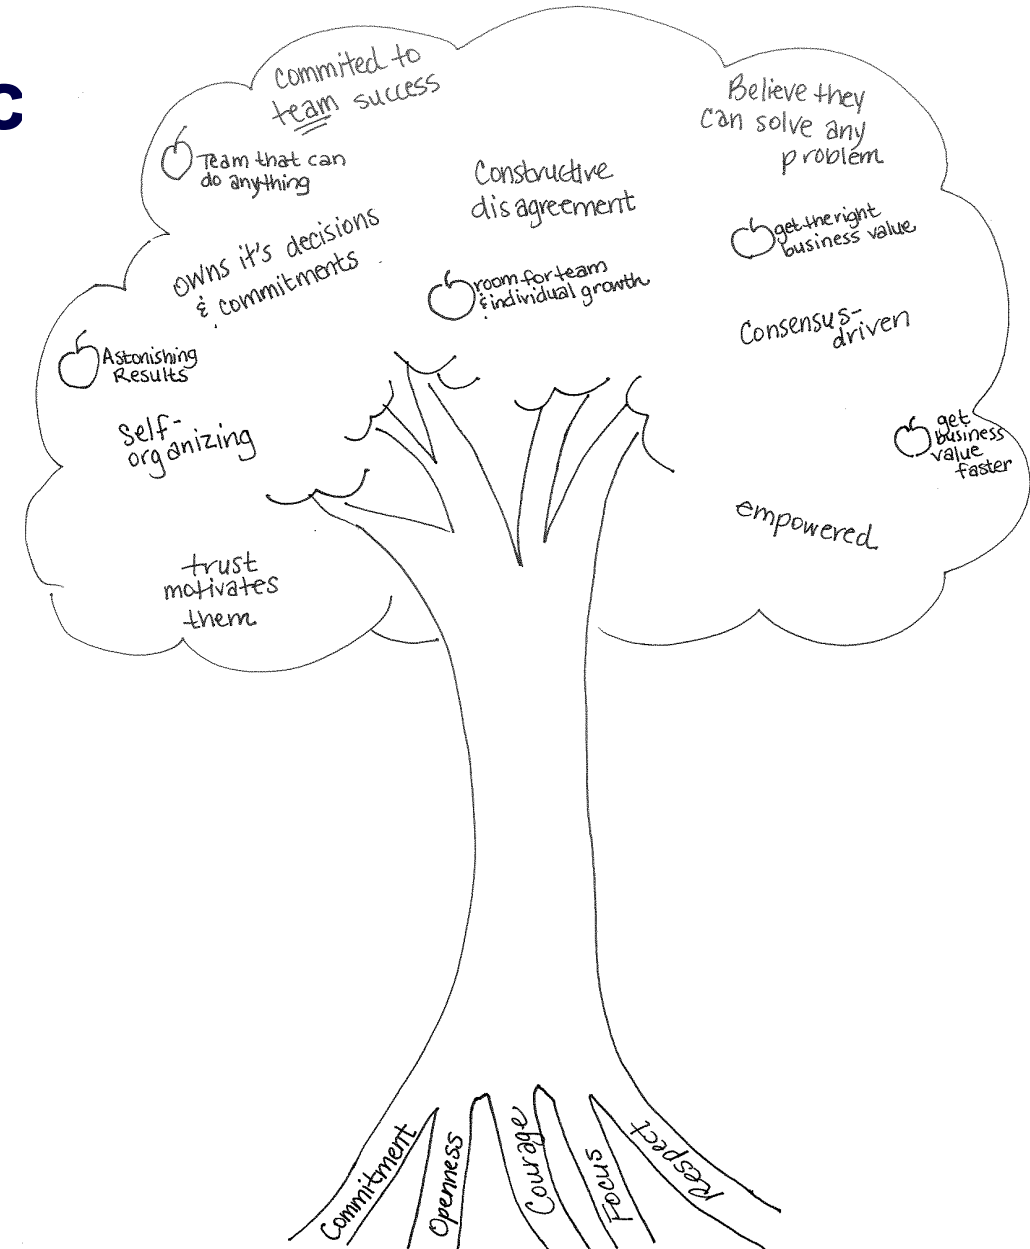 c
commited to
team success
Believe they
can solve any
problem
Team that can
do anything
Constructive
disagreement
owns it's decisions
& commitments
get the right
business value
room for team
& individual growth
Consensus-
driven
Astonishing
Results
Self-
organizing
get
business
value
faster
empowered
trust
motivates
them
Commitment
Openness
Courage
Focus
Respect